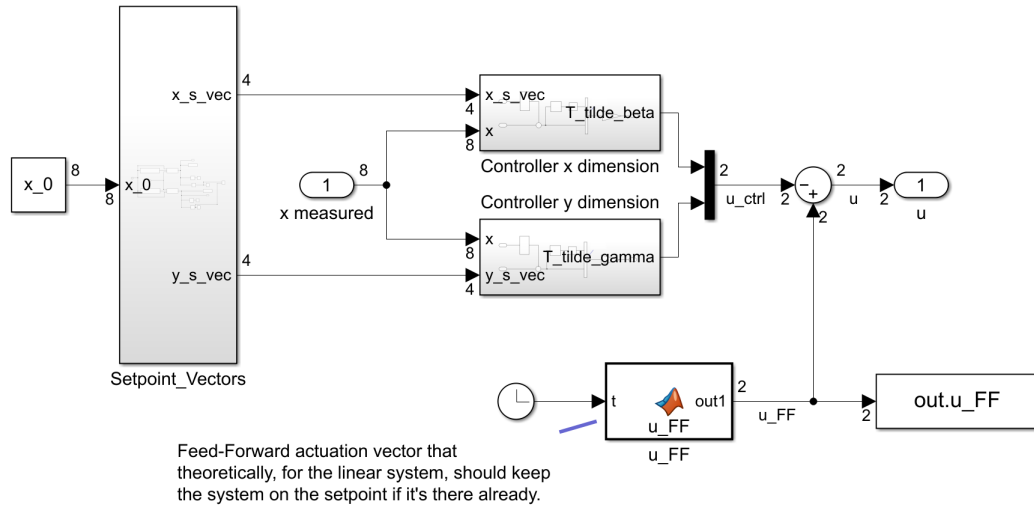 x_0
8
8
x_0
x_s_vec
4
y_s_vec
4
Setpoint_Vectors
1
8
x measured
x_s_vec
4
x
8
T_tilde_beta
Controller x dimension
Controller y dimension
x
8
y_s_vec
4
T_tilde_gamma
2
u_ctrl
2
−
+
2
2
u
2
1
u
t
out1
u_FF
u_FF
2
u_FF
2
out.u_FF
Feed-Forward actuation vector that
theoretically, for the linear system, should keep
the system on the setpoint if it's there already.